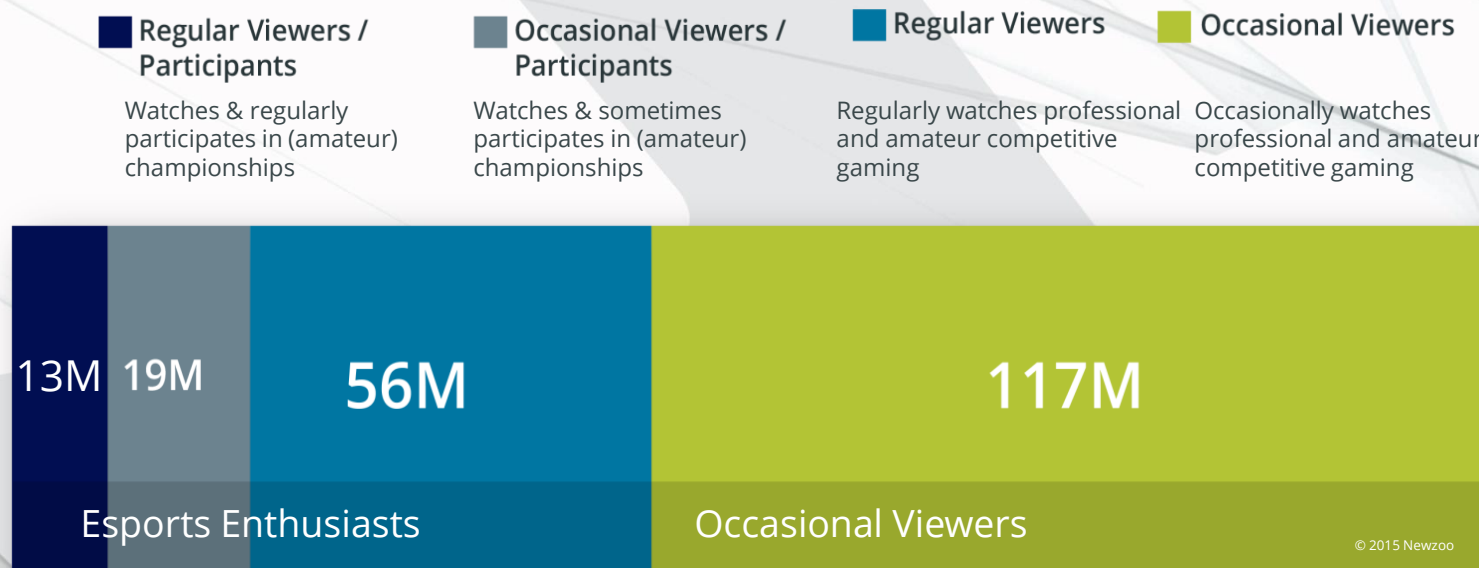 Regular Viewers /
Participants
Watches & regularly
participates in (amateur)
championships
Occasional Viewers /
Participants
Watches & sometimes
participates in (amateur)
championships
Regular Viewers
Regularly watches professional
and amateur competitive
gaming
Occasional Viewers
Occasionally watches
professional and amateur
competitive gaming
13M
19M
56M
117M
Esports Enthusiasts
Occasional Viewers
© 2015 Newzoo